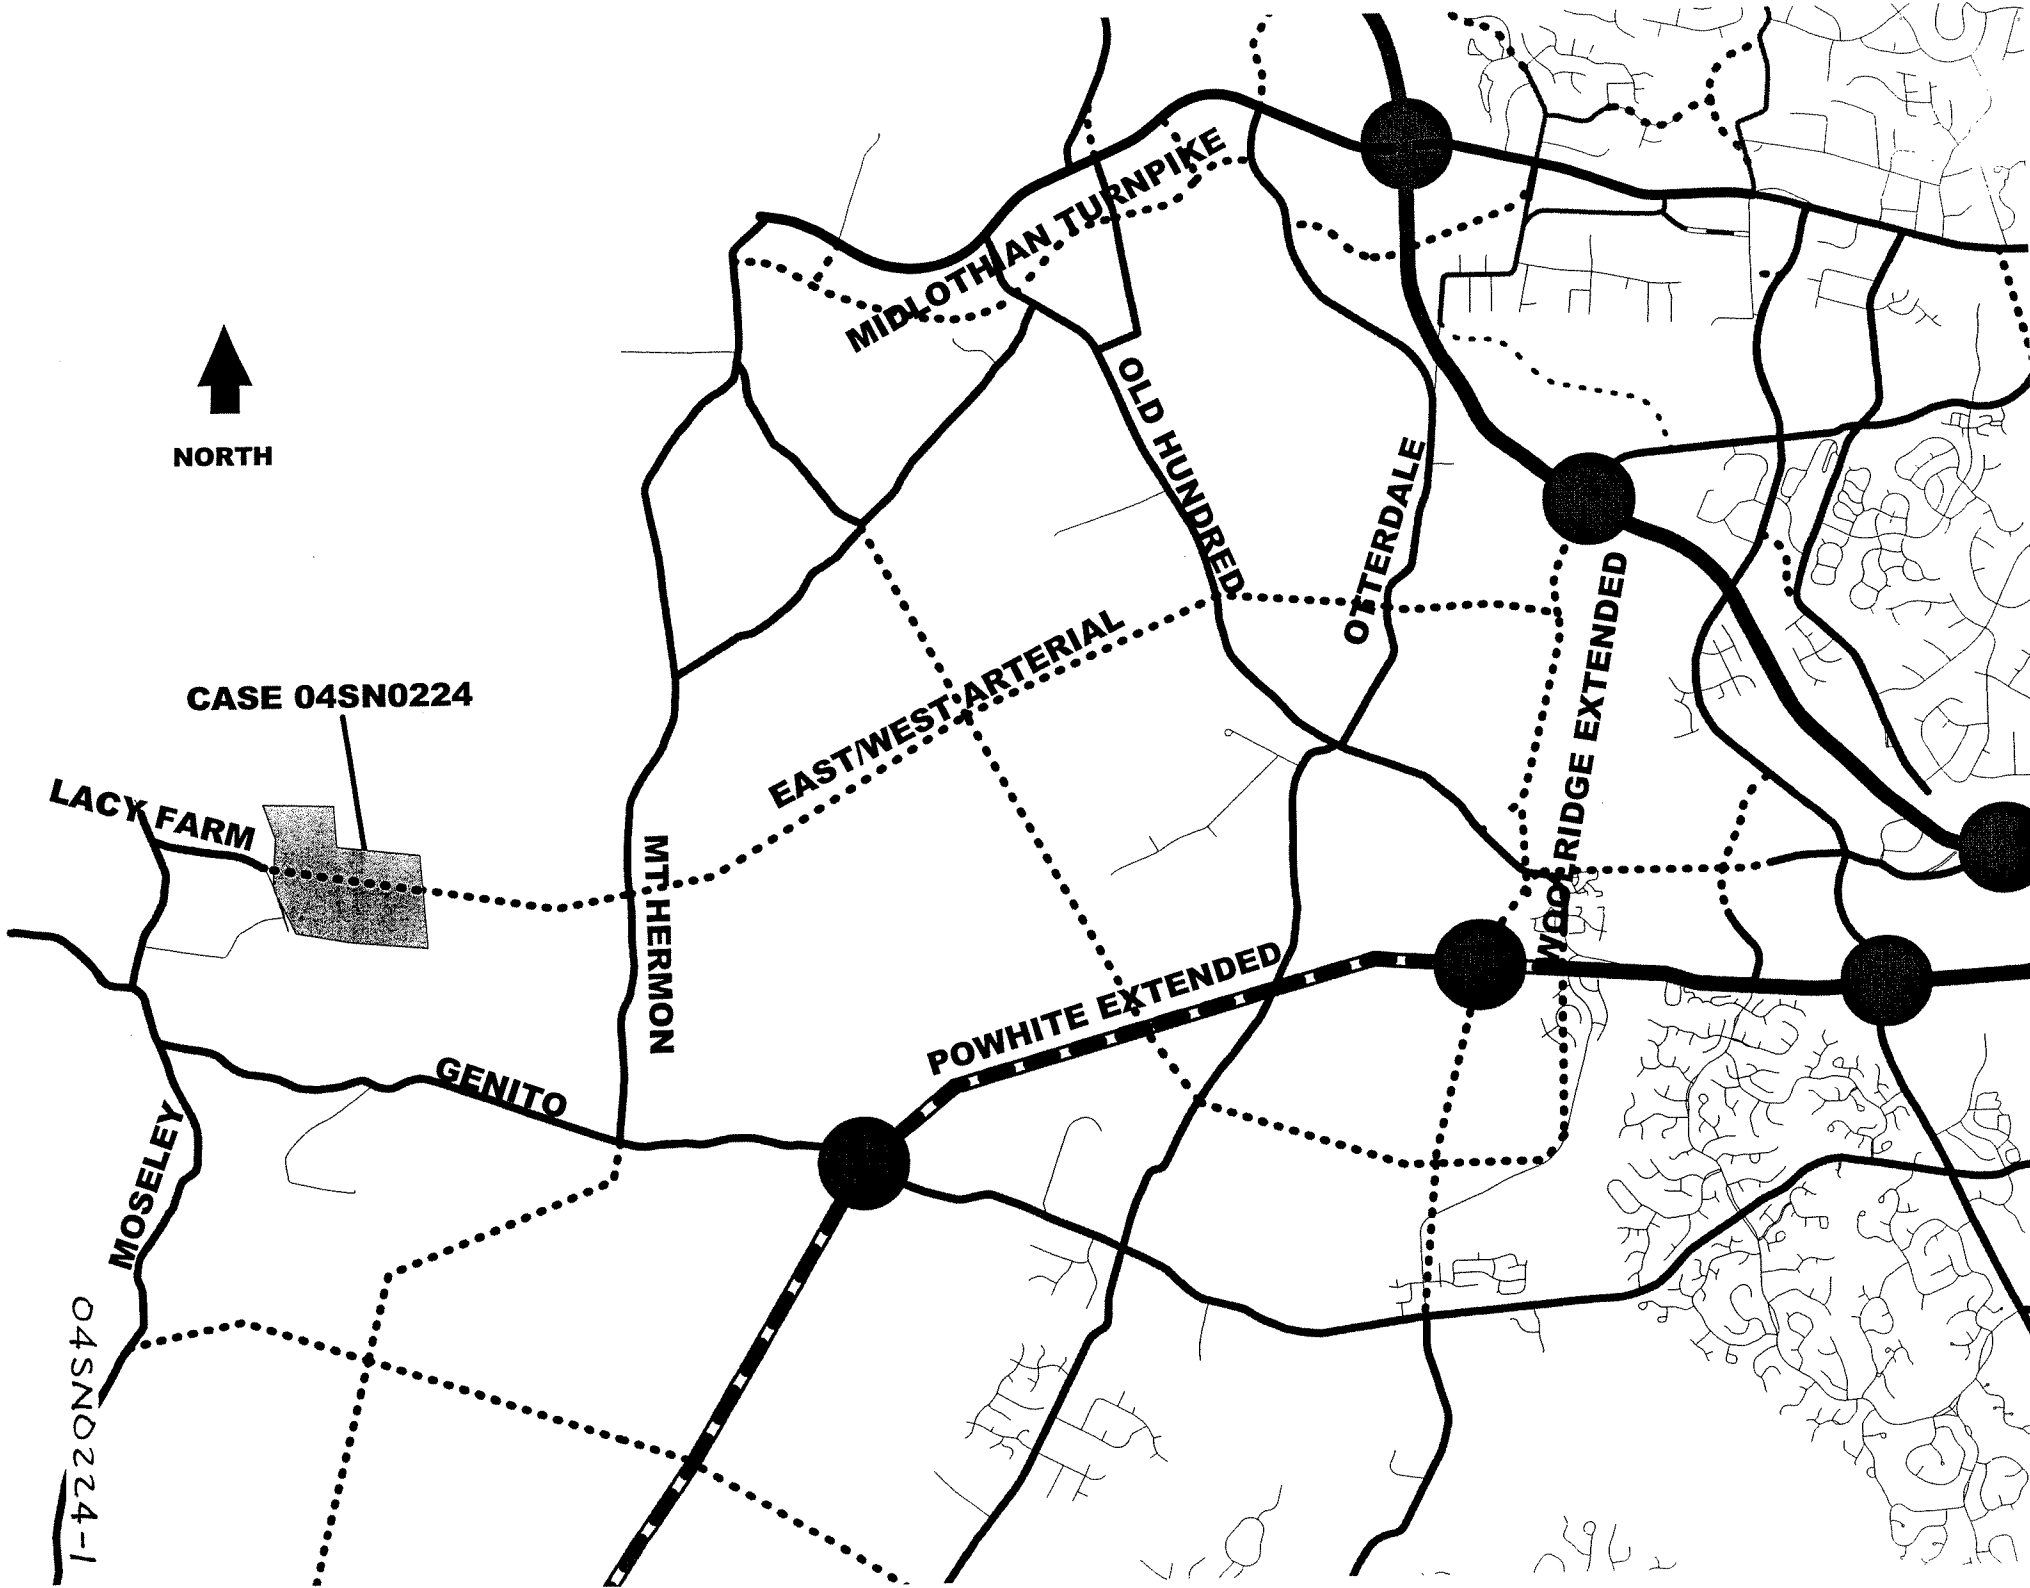 MIDLOTHIAN TURNPIKE
OLD HUNDRED
OTTERDALE
NORTH
WOOLRIDGE EXTENDED
EAST/WEST ARTERIAL
CASE 04SN0224
LACY FARM
MT HERMON
POWHITE EXTENDED
GENITO
MOSELEY
04SN0224-1